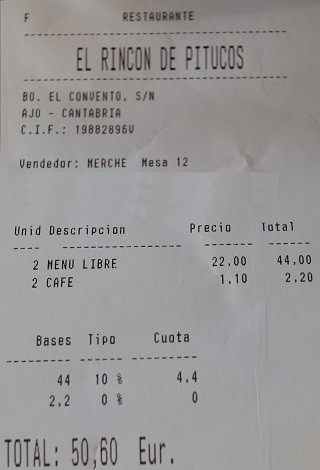 F RESTAURANTE
EL RINCON DE PITUCOS
BO. EL CONVENTO, S/N
AJO - CANTABRIA
C.I.F.: 19882896V
Vendedor: MERCHE Mesa 12
Unid Descripcion Precio Total
2 MENU LIBRE 22,00 44,00
2 CAFE 1,10 2,20
Bases Tipo Cuota
44 10 % 4,4
2,2 0 % 0
TOTAL: 50,60 Eur.